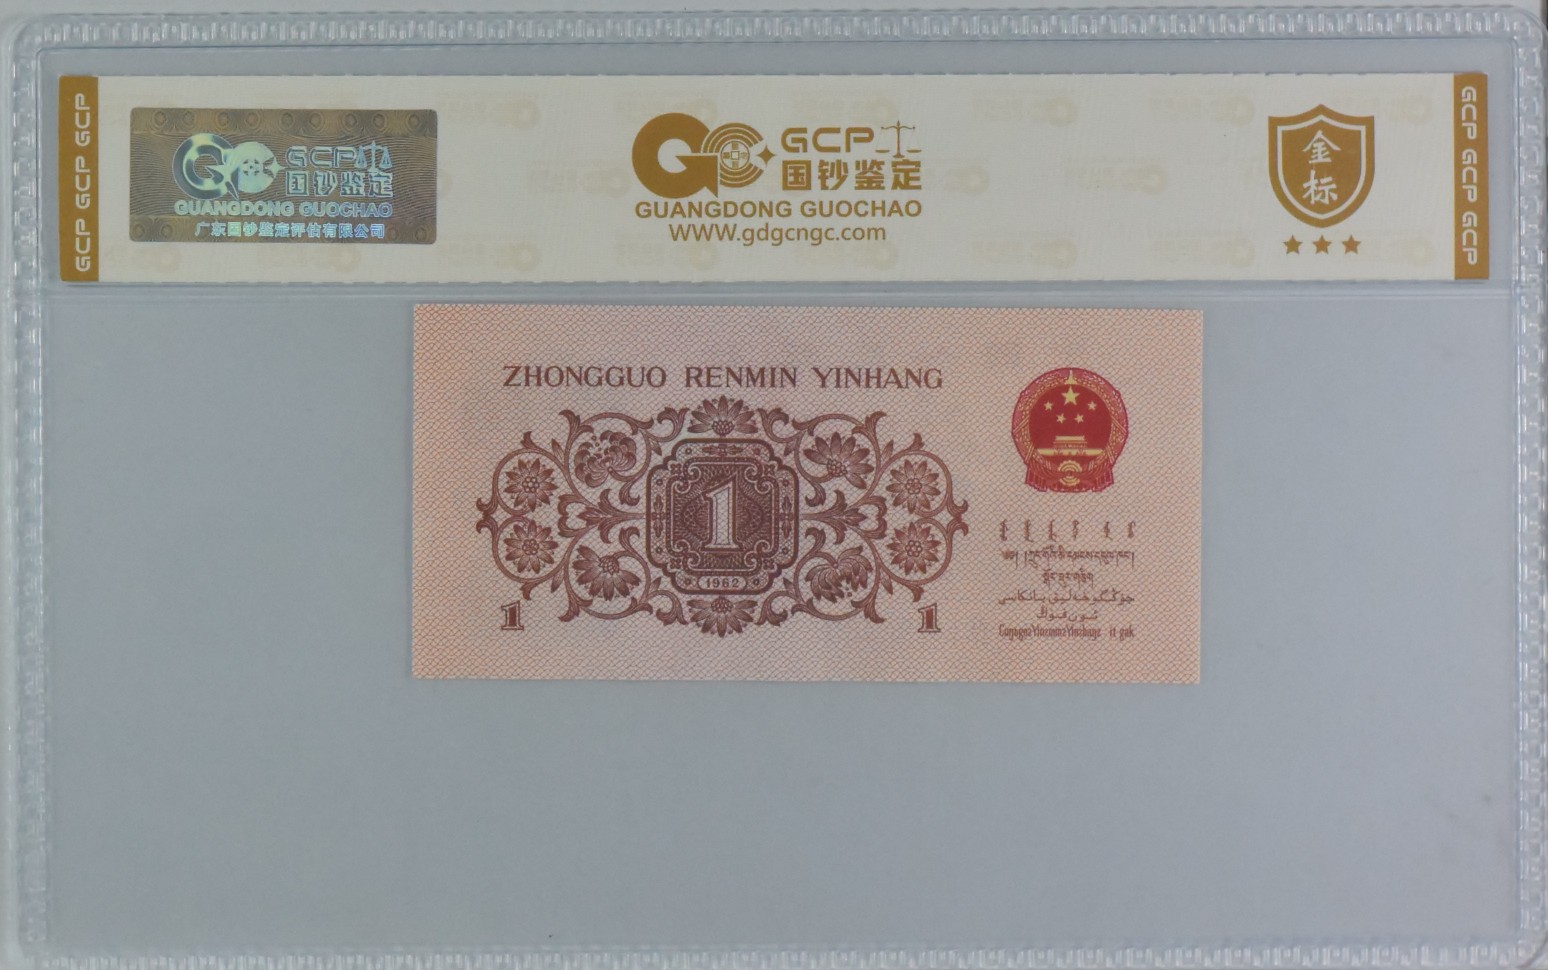 GCP GCP GCP
GCP
国钞鉴定
GUANGDONG GUOCHAO
广东国钞鉴定评估有限公司
GCP
国钞鉴定
GUANGDONG GUOCHAO
WWW.gdgcngc.com
金
标
GCP GCP GCP
ZHONGGUO RENMIN YINHANG
1
1962
1
1